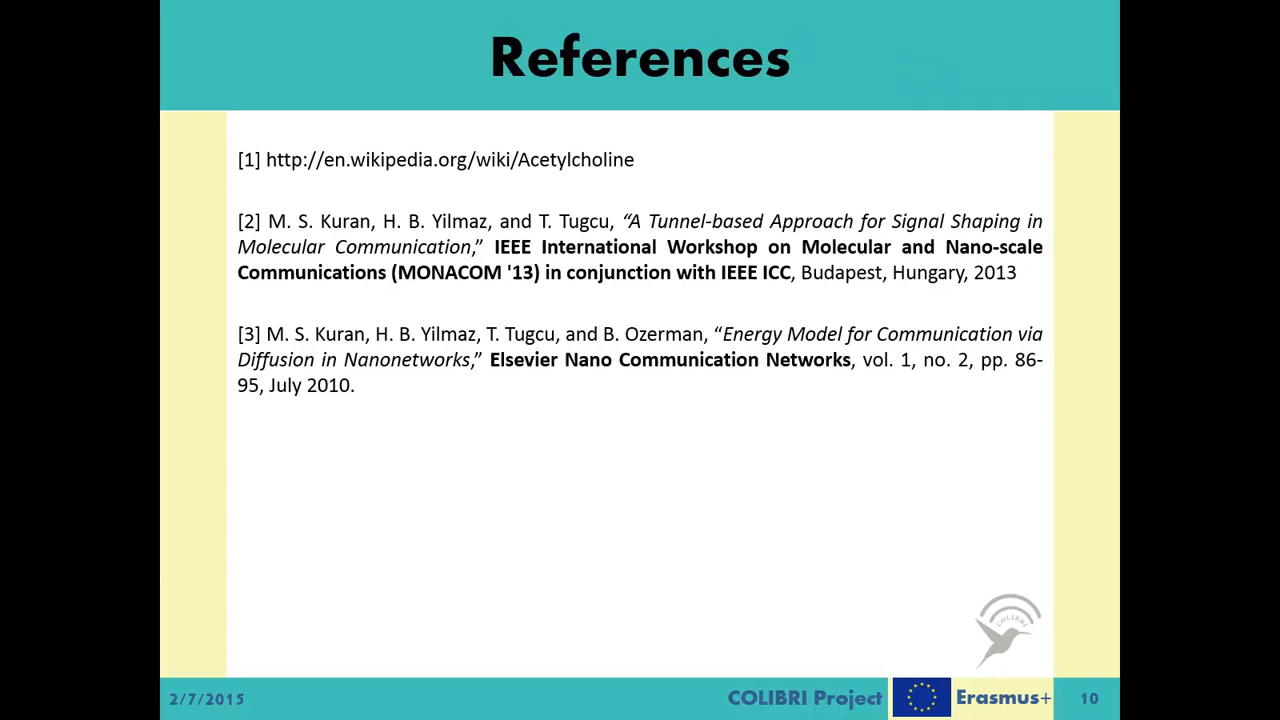 References
[1] http://en.wikipedia.org/wiki/Acetylcholine
[2] M. S. Kuran, H. B. Yilmaz, and T. Tugcu, “A Tunnel-based Approach for Signal Shaping in
Molecular Communication,” IEEE International Workshop on Molecular and Nano-scale
Communications (MONACOM '13) in conjunction with IEEE ICC, Budapest, Hungary, 2013
[3] M. S. Kuran, H. B. Yilmaz, T. Tugcu, and B. Ozerman, “Energy Model for Communication via
Diffusion in Nanonetworks,” Elsevier Nano Communication Networks, vol. 1, no. 2, pp. 86-
95, July 2010.
COLIBRI
2/7/2015
COLIBRI Project
Erasmus+
10